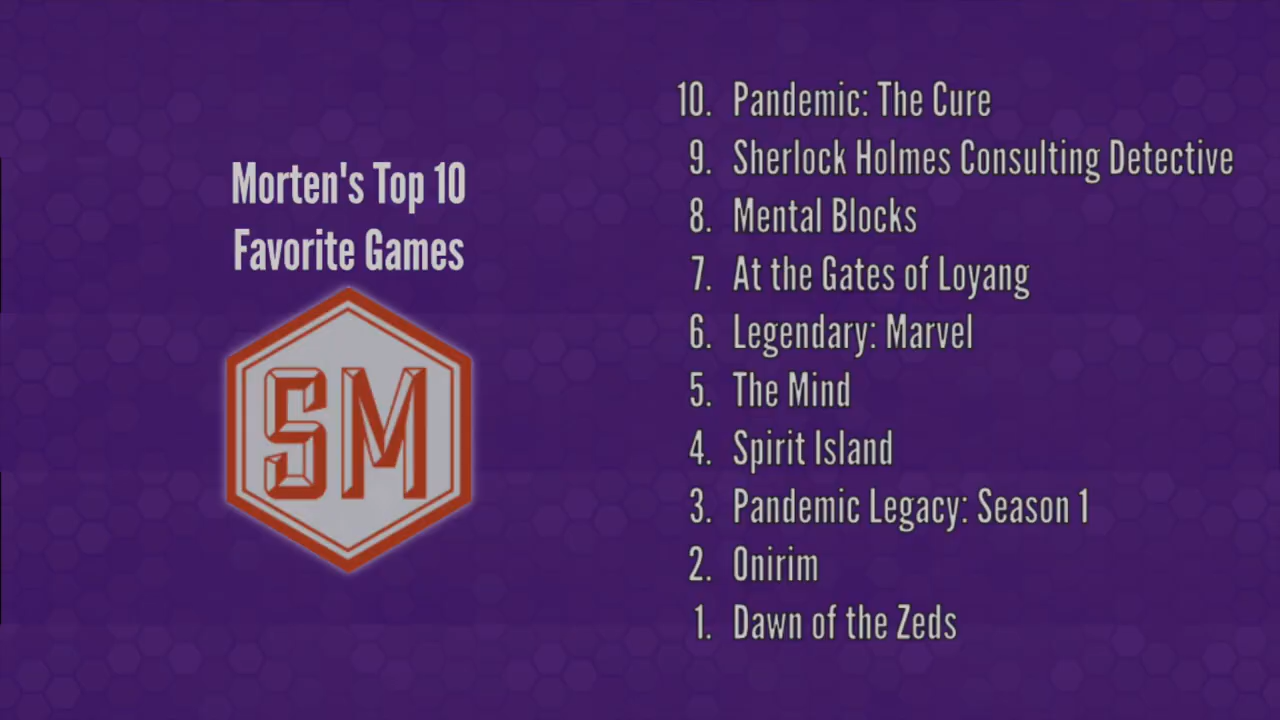 Morten's Top 10
Favorite Games
SM
10. Pandemic: The Cure
9. Sherlock Holmes Consulting Detective
8. Mental Blocks
7. At the Gates of Loyang
6. Legendary: Marvel
5. The Mind
4. Spirit Island
3. Pandemic Legacy: Season 1
2. Onirim
1. Dawn of the Zeds